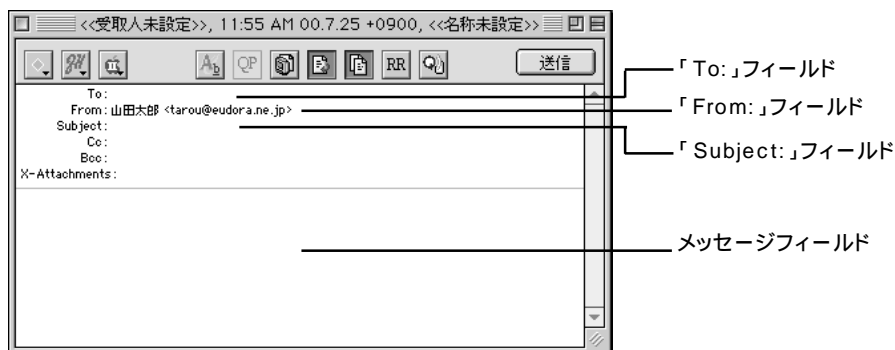 <<受取人未設定>>, 11:55 AM 00.7.25 +0900, <<名称未設定>>
QP RR 送信
To:
From: 山田太郎 <tarou@eudora.ne.jp>
Subject:
Cc:
Bcc:
X-Attachments:
「To:」フィールド
「From:」フィールド
「Subject:」フィールド
メッセージフィールド